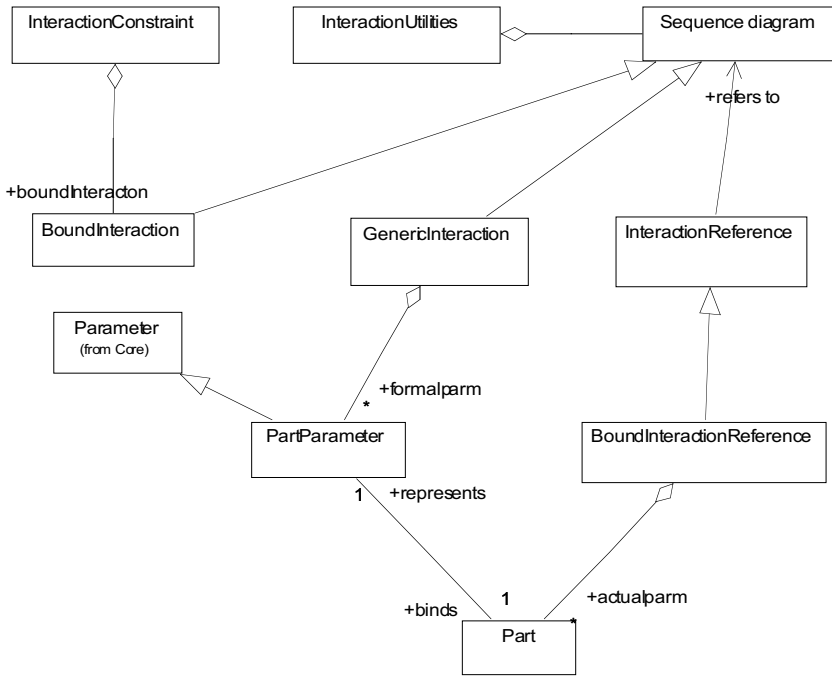 InteractionConstraint
InteractionUtilities
Sequence diagram
+refers to
+boundInteracton
BoundInteraction
GenericInteraction
InteractionReference
Parameter
(from Core)
+formalparm
*
PartParameter
BoundInteractionReference
1
+represents
+binds
1
+actualparm
*
Part